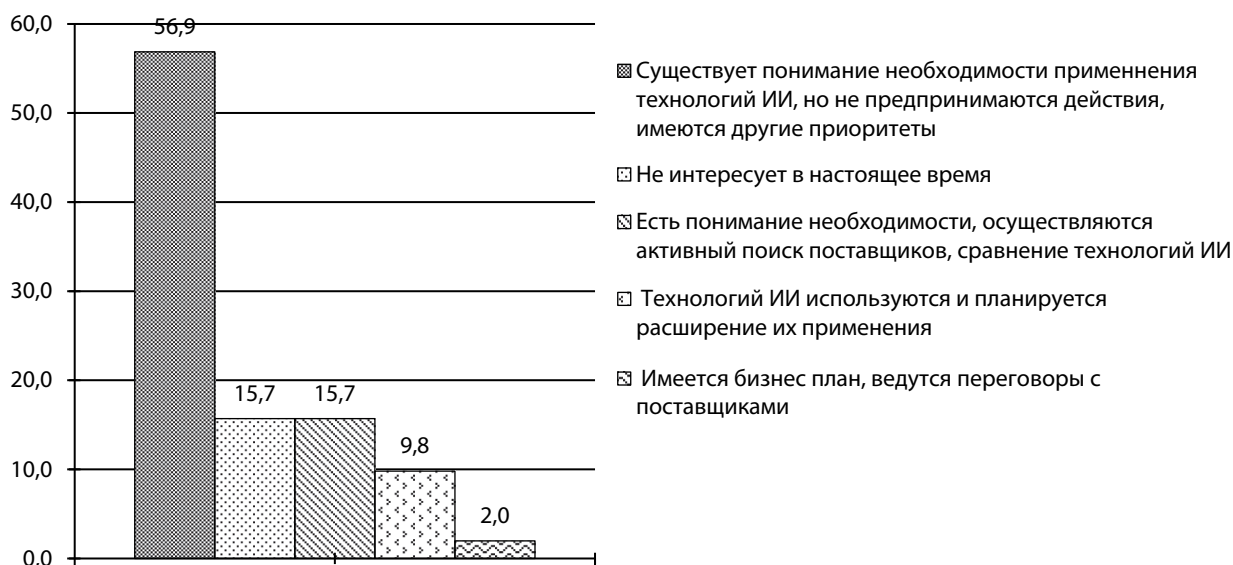 60,0
50,0
40,0
30,0
20,0
10,0
0,0
56,9
15,7
15,7
9,8
2,0
Существует понимание необходимости применнения
технологий ИИ, но не предпринимаются действия,
имеются другие приоритеты
Не интересует в настоящее время
Есть понимание необходимости, осуществляются
активный поиск поставщиков, сравнение технологий ИИ
Технологий ИИ используются и планируется
расширение их применения
Имеется бизнес план, ведутся переговоры с
поставщиками